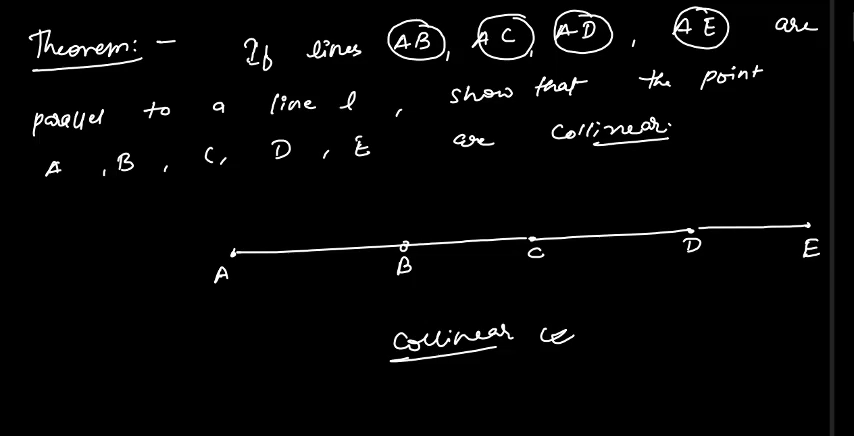 Theorem: - If lines AB, AC, AD, AE are
parallel to a line l, show that the point
A, B, C, D, E are collinear.
A B C D E
Collinear